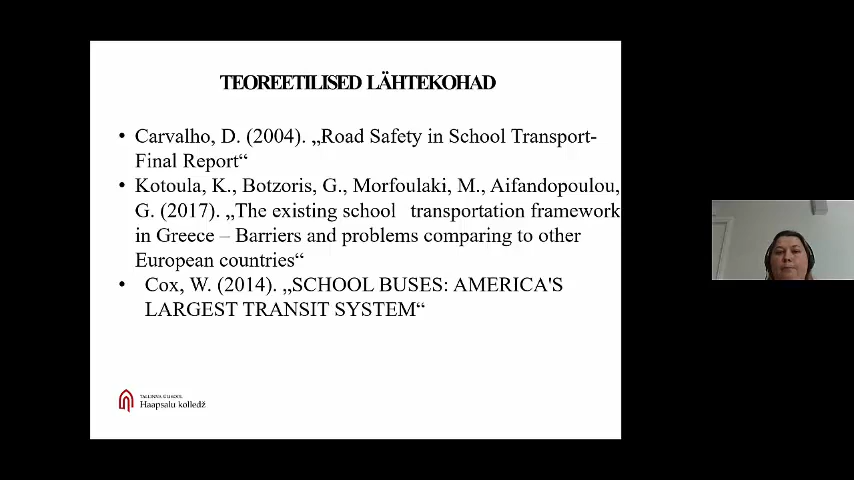 TEOREETILISED LÄHTEKOHAD
• Carvalho, D. (2004). „Road Safety in School Transport-
Final Report“
• Kotoula, K., Botzoris, G., Morfoulaki, M., Aifandopoulou,
G. (2017). „The existing school transportation framework
in Greece – Barriers and problems comparing to other
European countries“
• Cox, W. (2014). „SCHOOL BUSES: AMERICA'S
LARGEST TRANSIT SYSTEM“
TALLINNA ÜLIKOOL
Haapsalu kolledž